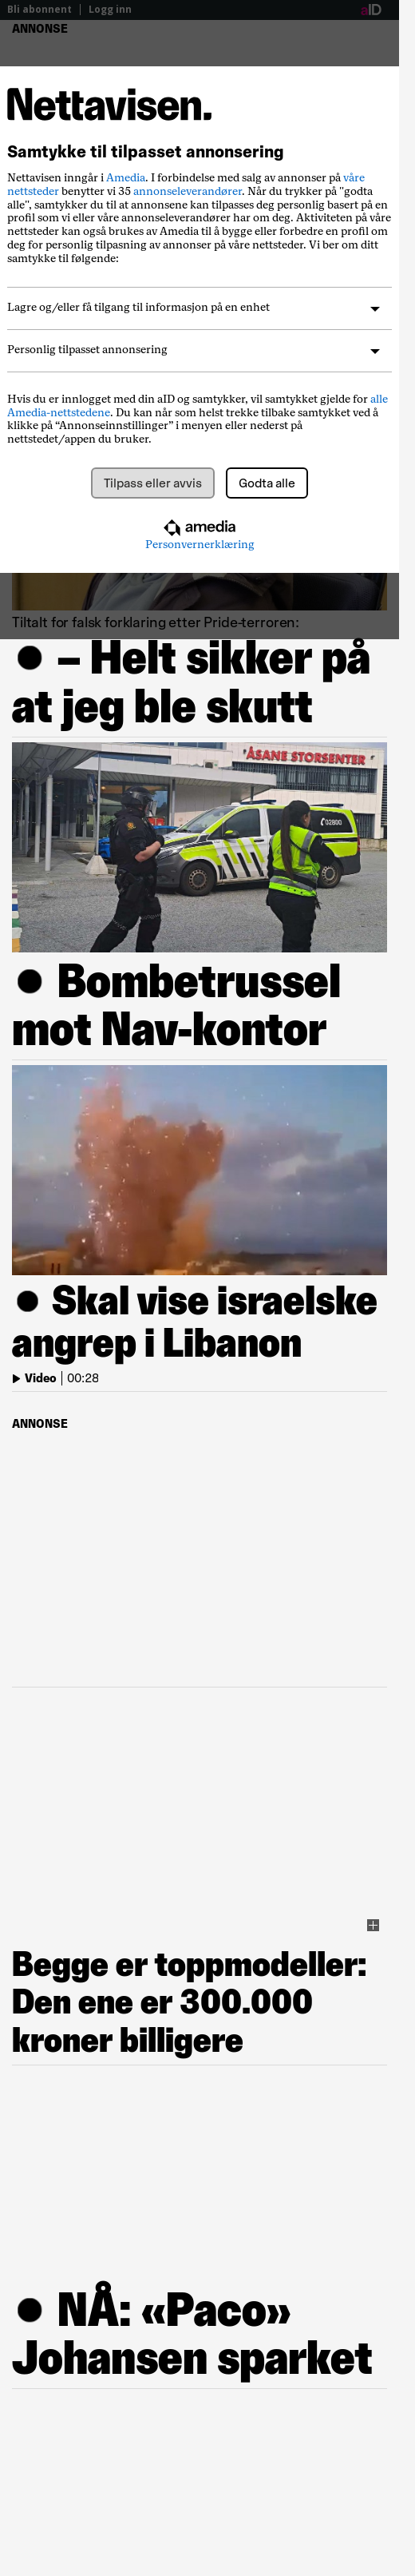 Bli abonnent | Logg inn
aID
ANNONSE
Nettavisen.
Samtykke til tilpasset annonsering
Nettavisen inngår i Amedia. I forbindelse med salg av annonser på våre
nettsteder benytter vi 35 annonseleverandører. Når du trykker på "godta
alle", samtykker du til at annonsene kan tilpasses deg personlig basert på en
profil som vi eller våre annonseleverandører har om deg. Aktiviteten på våre
nettsteder kan også brukes av Amedia til å bygge eller forbedre en profil om
deg for personlig tilpasning av annonser på våre nettsteder. Vi ber om ditt
samtykke til følgende:
Lagre og/eller få tilgang til informasjon på en enhet
Personlig tilpasset annonsering
Hvis du er innlogget med din aID og samtykker, vil samtykket gjelde for alle
Amedia-nettstedene. Du kan når som helst trekke tilbake samtykket ved å
klikke på “Annonseinnstillinger” i menyen eller nederst på
nettstedet/appen du bruker.
Tilpass eller avvis
Godta alle
amedia
Personvernerklæring
Tiltalt for falsk forklaring etter Pride-terroren:
– Helt sikker på
at jeg ble skutt
ÅSANE STORSENTER
02800
Bombetrussel
mot Nav-kontor
Skal vise israelske
angrep i Libanon
Video | 00:28
ANNONSE
Begge er toppmodeller:
Den ene er 300.000
kroner billigere
NÅ: «Paco»
Johansen sparket